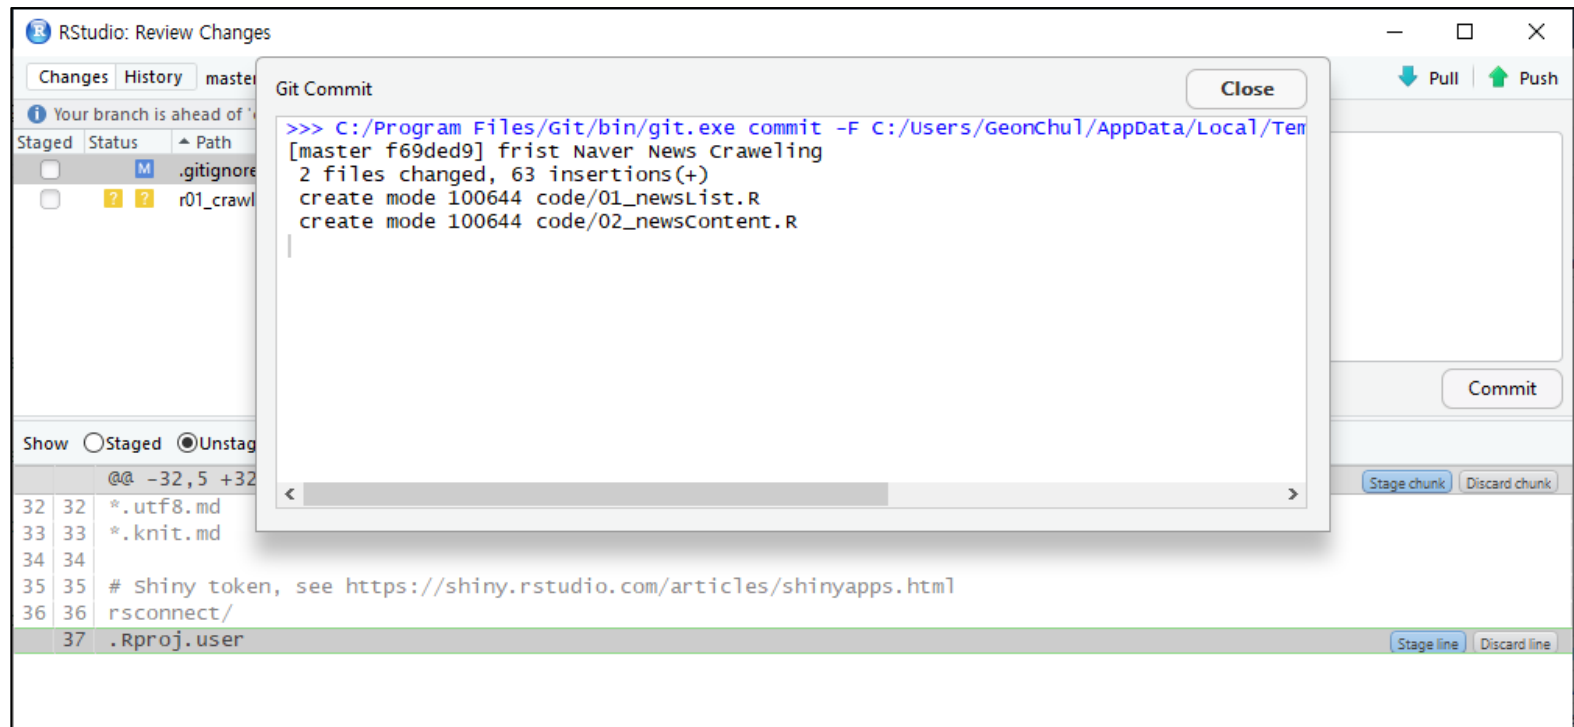 RStudio: Review Changes
Changes History master
Pull Push
Your branch is ahead of '
Staged Status Path
M .gitignore
? ? r01_crawl
Git Commit
Close
>>> C:/Program Files/Git/bin/git.exe commit -F C:/Users/GeonChul/AppData/Local/Tem
[master f69ded9] frist Naver News Craweling
2 files changed, 63 insertions(+)
create mode 100644 code/01_newsList.R
create mode 100644 code/02_newsContent.R
Commit
Show Staged Unstag
@@ -32,5 +32
Stage chunk Discard chunk
32 32 *.utf8.md
33 33 *.knit.md
34 34
35 35 # Shiny token, see https://shiny.rstudio.com/articles/shinyapps.html
36 36 rsconnect/
37 .Rproj.user
Stage line Discard line